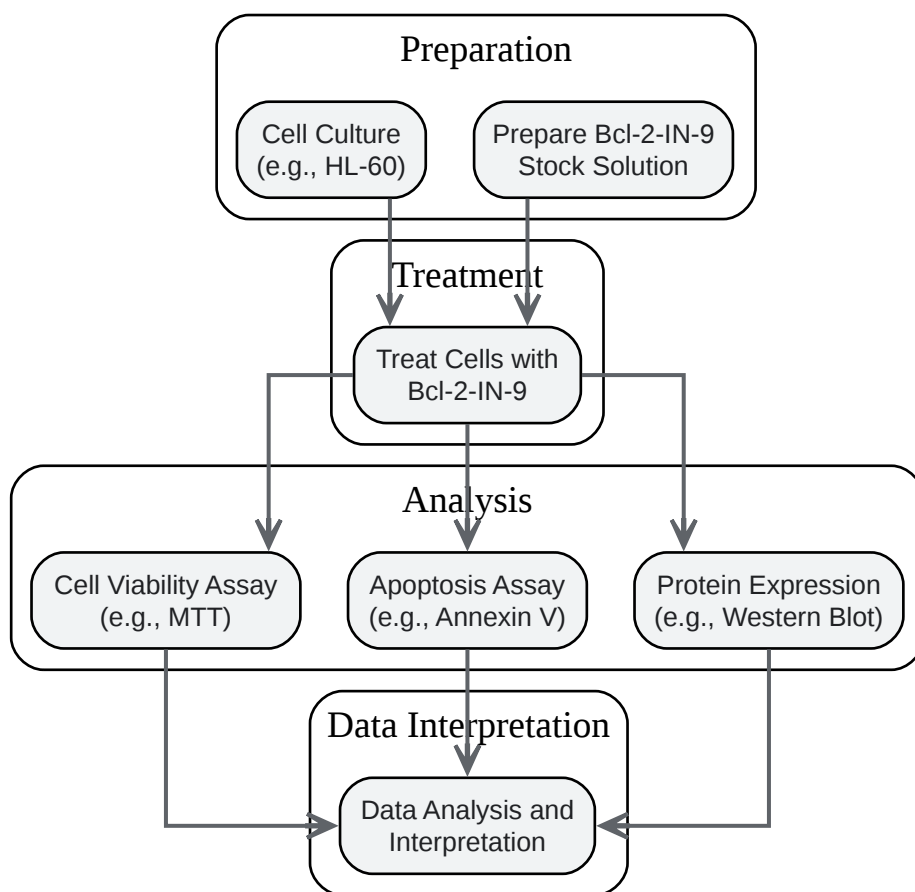 Preparation
Cell Culture
(e.g., HL-60)
Prepare Bcl-2-IN-9
Stock Solution
Treatment
Treat Cells with
Bcl-2-IN-9
Analysis
Cell Viability Assay
(e.g., MTT)
Apoptosis Assay
(e.g., Annexin V)
Protein Expression
(e.g., Western Blot)
Data Interpretation
Data Analysis and
Interpretation